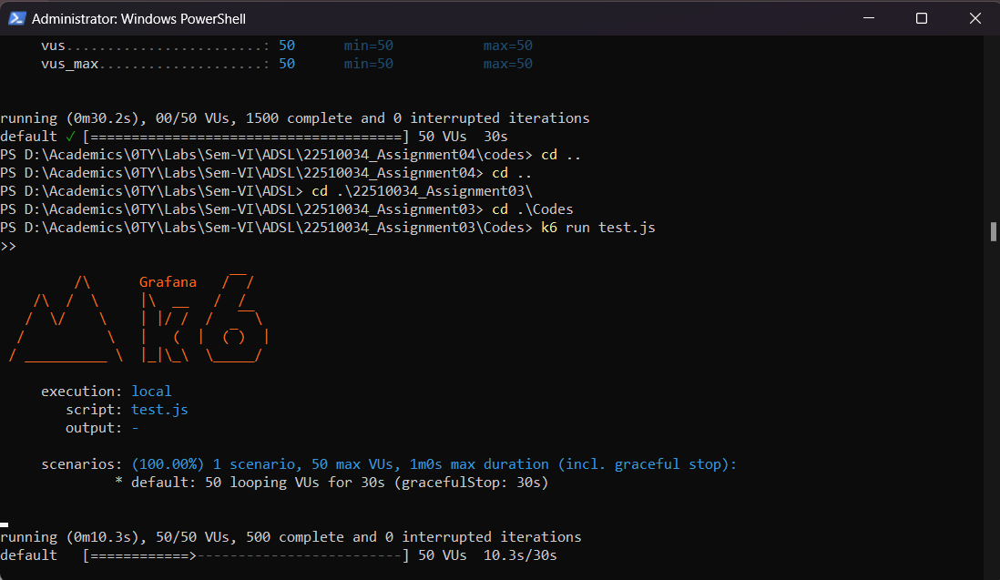 Administrator: Windows PowerShell
vus........................: 50 min=50 max=50
vus_max....................: 50 min=50 max=50
running (0m30.2s), 00/50 VUs, 1500 complete and 0 interrupted iterations
default ✓ [======================================] 50 VUs 30s
PS D:\Academics\0TY\Labs\Sem-VI\ADSL\22510034_Assignment04\codes> cd ..
PS D:\Academics\0TY\Labs\Sem-VI\ADSL\22510034_Assignment04> cd ..
PS D:\Academics\0TY\Labs\Sem-VI\ADSL> cd .\22510034_Assignment03\
PS D:\Academics\0TY\Labs\Sem-VI\ADSL\22510034_Assignment03> cd .\Codes
PS D:\Academics\0TY\Labs\Sem-VI\ADSL\22510034_Assignment03\Codes> k6 run test.js
>>
Grafana
k6
execution: local
script: test.js
output: -
scenarios: (100.00%) 1 scenario, 50 max VUs, 1m0s max duration (incl. graceful stop):
* default: 50 looping VUs for 30s (gracefulStop: 30s)
running (0m10.3s), 50/50 VUs, 500 complete and 0 interrupted iterations
default [============>-------------------------] 50 VUs 10.3s/30s